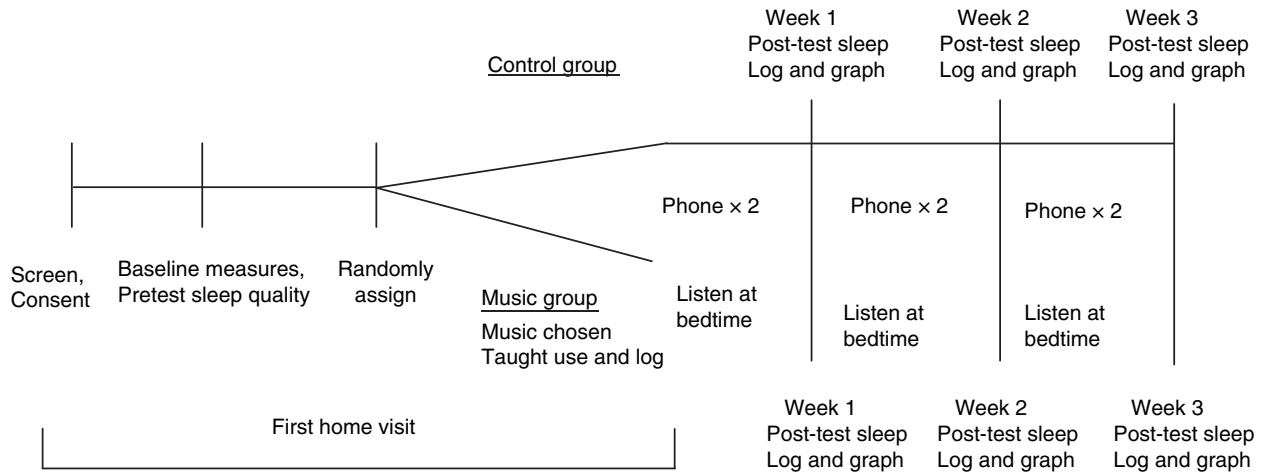 Week 1
Post-test sleep
Log and graph
Week 2
Post-test sleep
Log and graph
Week 3
Post-test sleep
Log and graph
Control group
Phone × 2
Phone × 2
Phone × 2
Screen,
Consent
Baseline measures,
Pretest sleep quality
Randomly
assign
Music group
Music chosen
Taught use and log
Listen at
bedtime
Listen at
bedtime
Listen at
bedtime
First home visit
Week 1
Post-test sleep
Log and graph
Week 2
Post-test sleep
Log and graph
Week 3
Post-test sleep
Log and graph